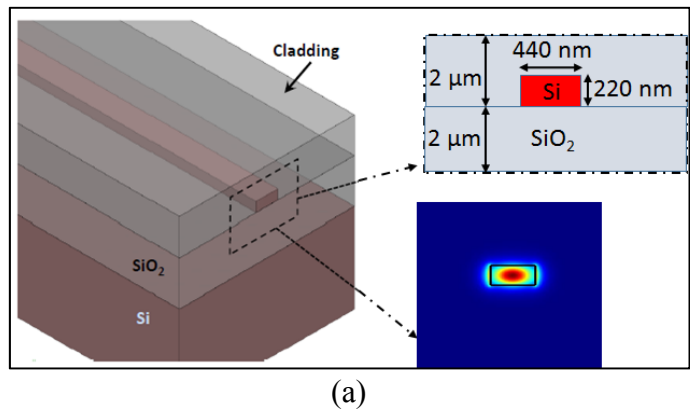 Cladding
SiO₂
Si
440 nm
2 μm
Si
220 nm
2 μm
SiO₂
(a)